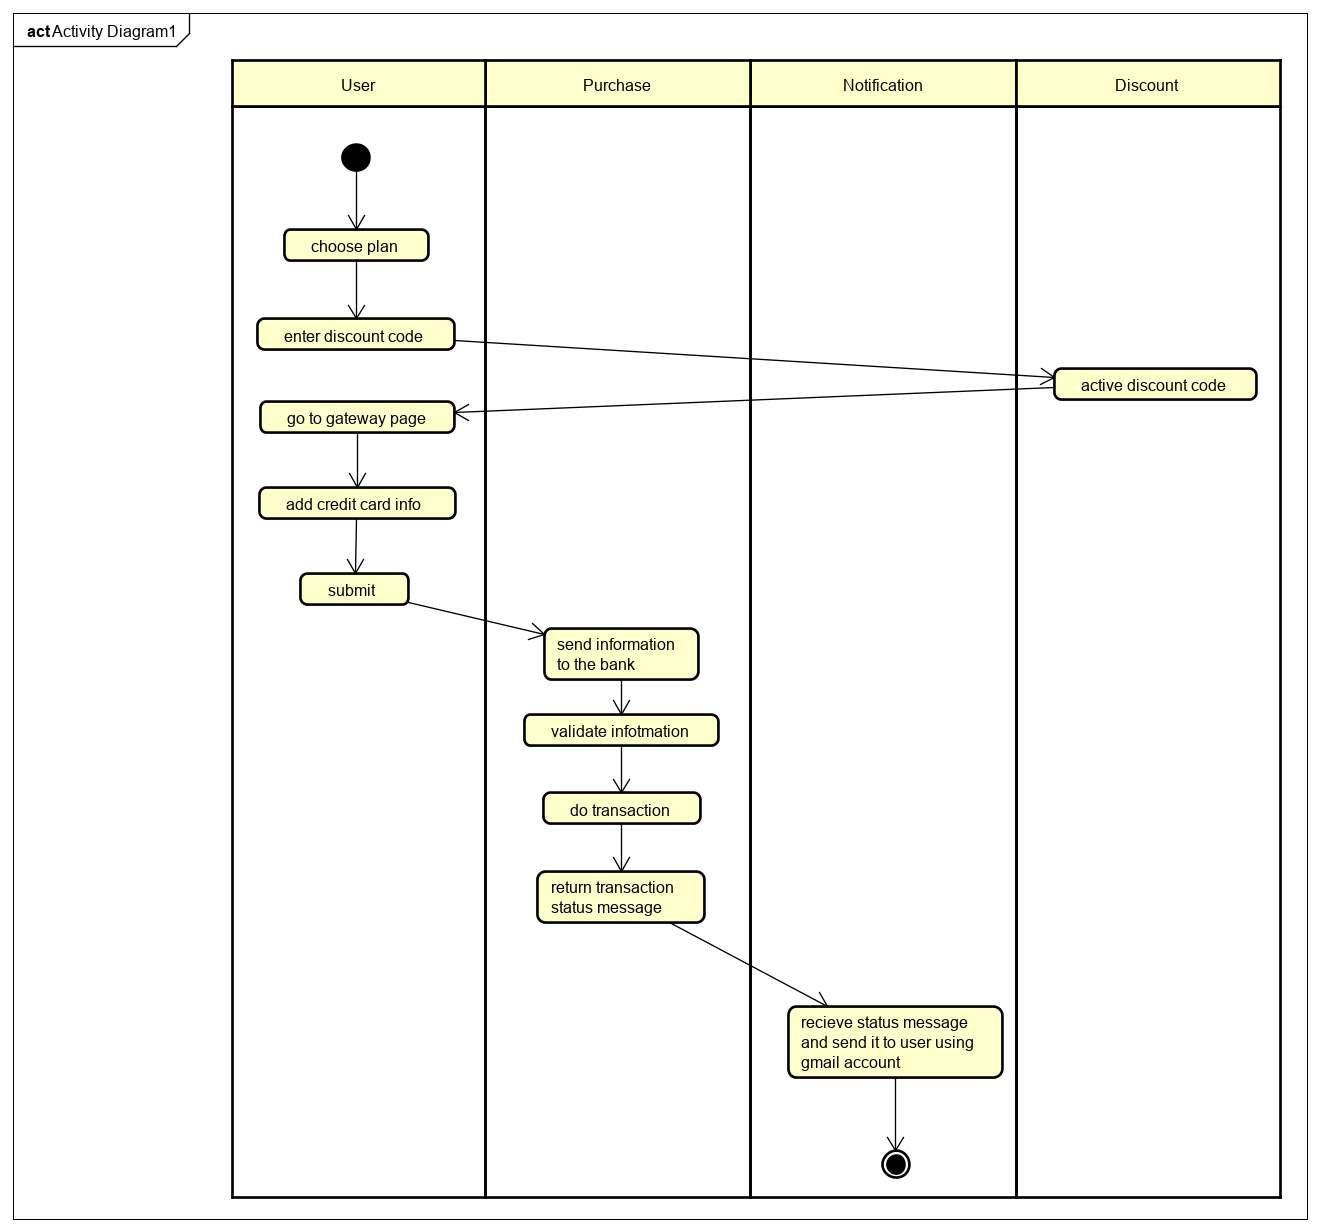 act Activity Diagram1
User Purchase Notification Discount
choose plan
enter discount code
active discount code
go to gateway page
add credit card info
submit
send information
to the bank
validate infotmation
do transaction
return transaction
status message
recieve status message
and send it to user using
gmail account